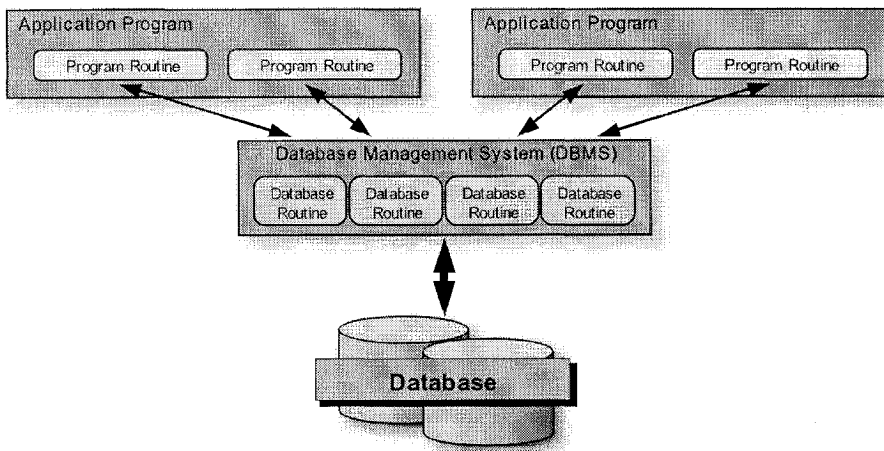 Application Program
Application Program
Program Routine
Program Routine
Program Routine
Program Routine
Database Management System (DBMS)
Database
Routine
Database
Routine
Database
Routine
Database
Routine
Database